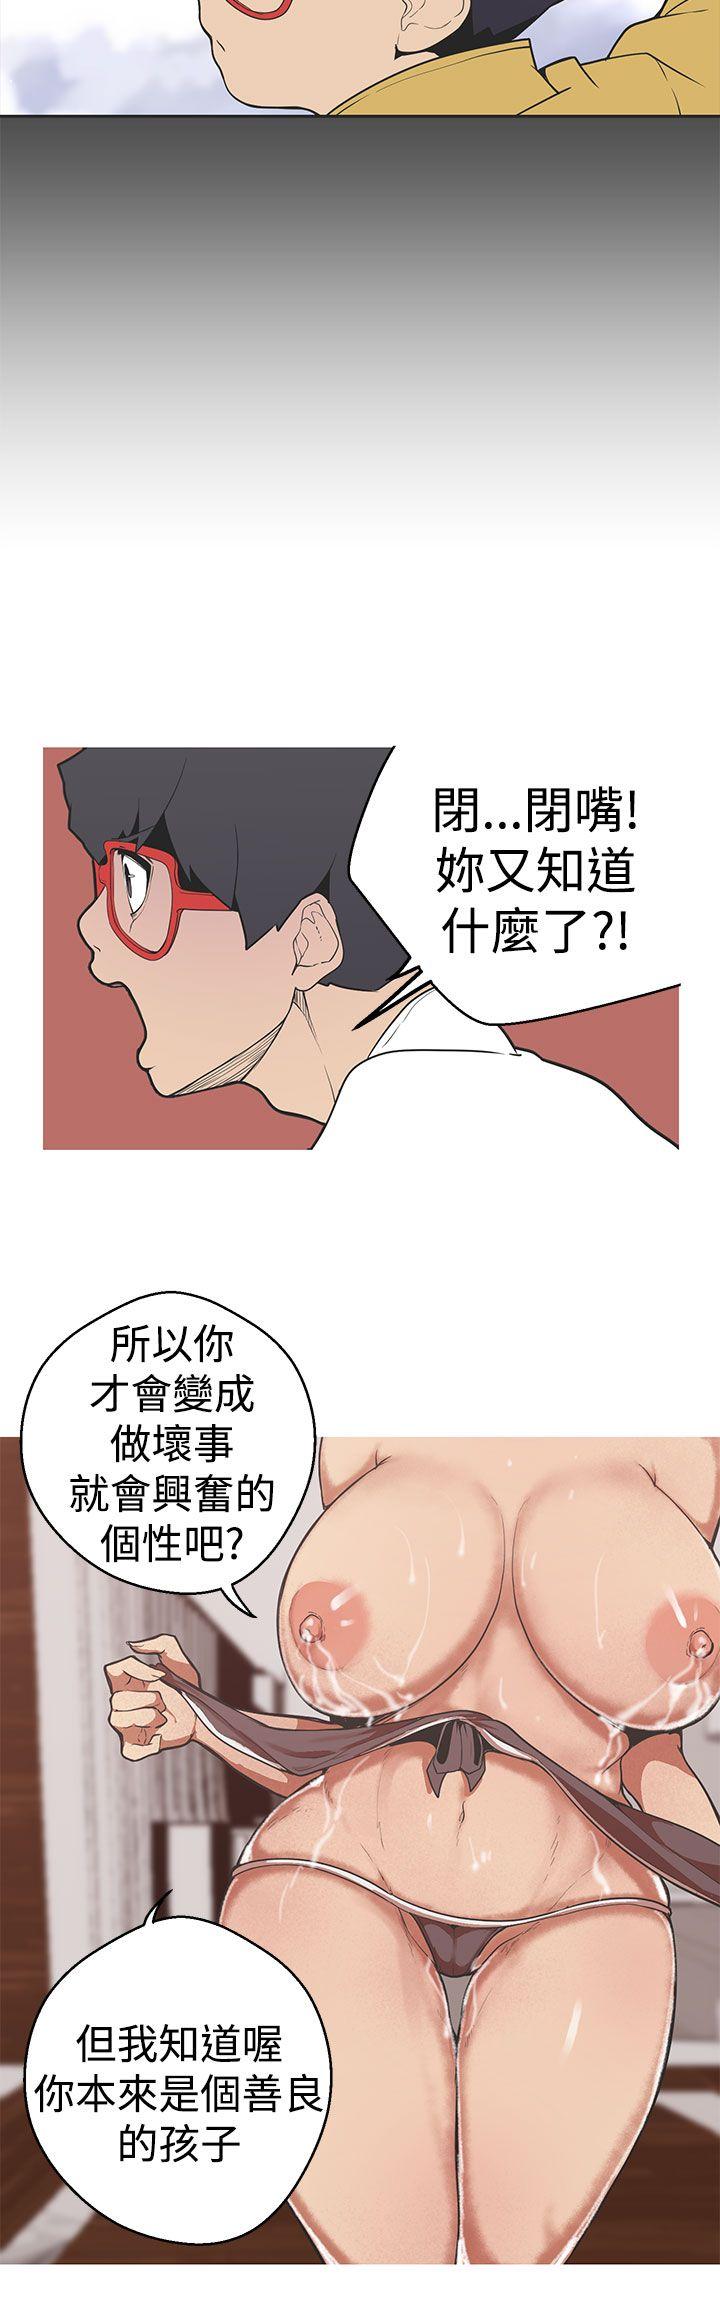 閉...閉嘴!
妳又知道
什麼了?!
所以你
才會變成
做壞事
就會興奮的
個性吧?
但我知道喔
你本來是個善良
的孩子